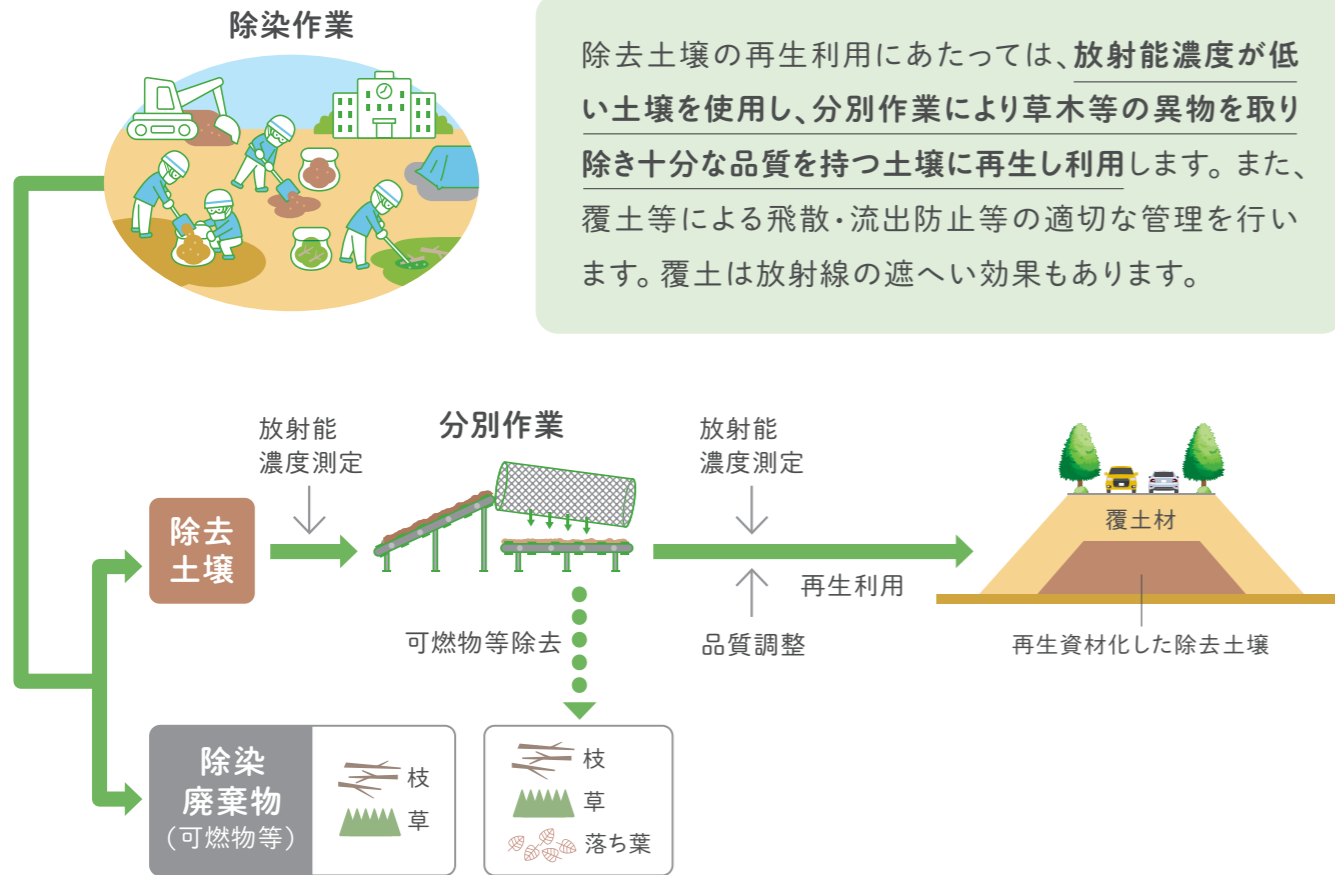 除染作業
除去土壌の再生利用にあたっては、放射能濃度が低
い土壌を使用し、分別作業により草木等の異物を取り
除き十分な品質を持つ土壌に再生し利用します。また、
覆土等による飛散・流出防止等の適切な管理を行い
ます。覆土は放射線の遮へい効果もあります。
放射能
濃度測定
分別作業
放射能
濃度測定
除去
土壌
覆土材
再生利用
可燃物等除去
品質調整
再生資材化した除去土壌
除染
廃棄物
(可燃物等)
枝
草
枝
草
落ち葉